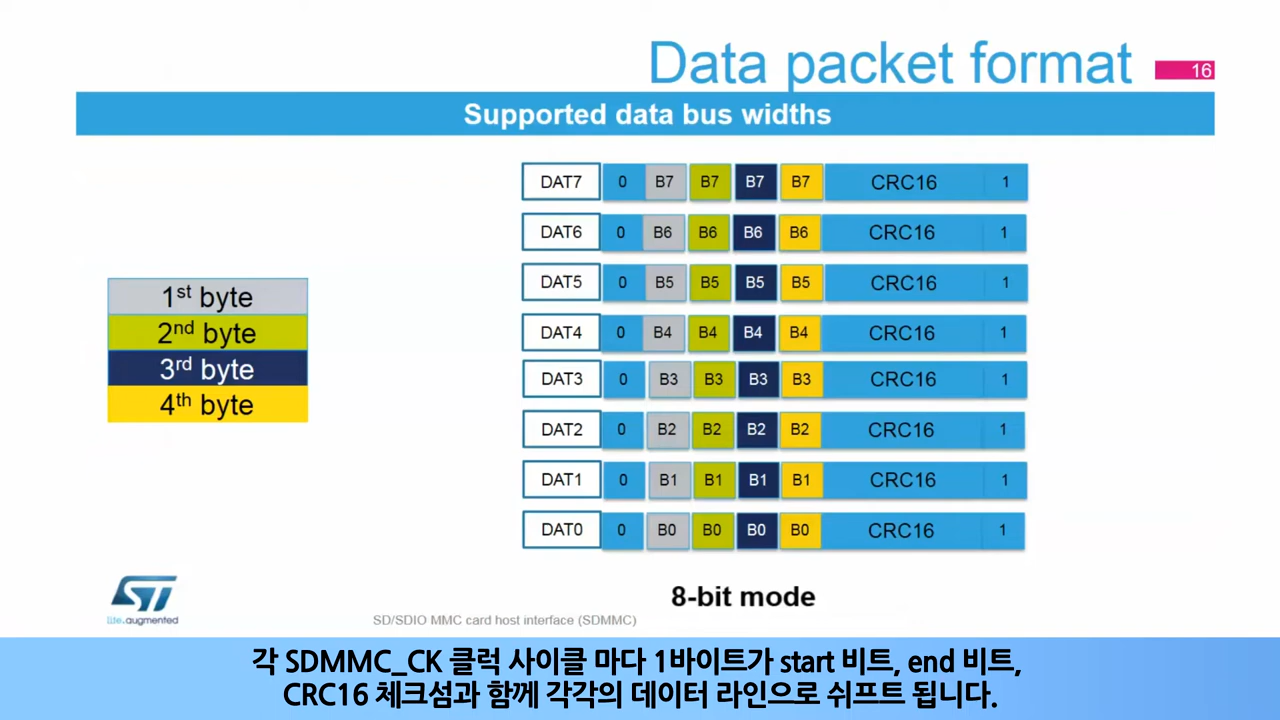 Data packet format
16
Supported data bus widths
DAT7 0 B7 B7 B7 B7 CRC16 1
DAT6 0 B6 B6 B6 B6 CRC16 1
DAT5 0 B5 B5 B5 B5 CRC16 1
DAT4 0 B4 B4 B4 B4 CRC16 1
DAT3 0 B3 B3 B3 B3 CRC16 1
DAT2 0 B2 B2 B2 B2 CRC16 1
DAT1 0 B1 B1 B1 B1 CRC16 1
DAT0 0 B0 B0 B0 B0 CRC16 1
1st byte
2nd byte
3rd byte
4th byte
8-bit mode
ST
life.augmented
SD/SDIO MMC card host interface (SDMMC)
각 SDMMC_CK 클럭 사이클 마다 1바이트가 start 비트, end 비트,
CRC16 체크섬과 함께 각각의 데이터 라인으로 쉬프트 됩니다.